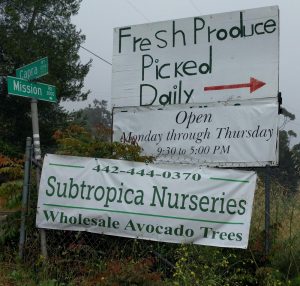 Fresh Produce
Picked
Daily
Capra
Mission
Open
Monday through Thursday
9:30 to 5:00 PM
442-444-0370
Subtropica Nurseries
Wholesale Avocado Trees